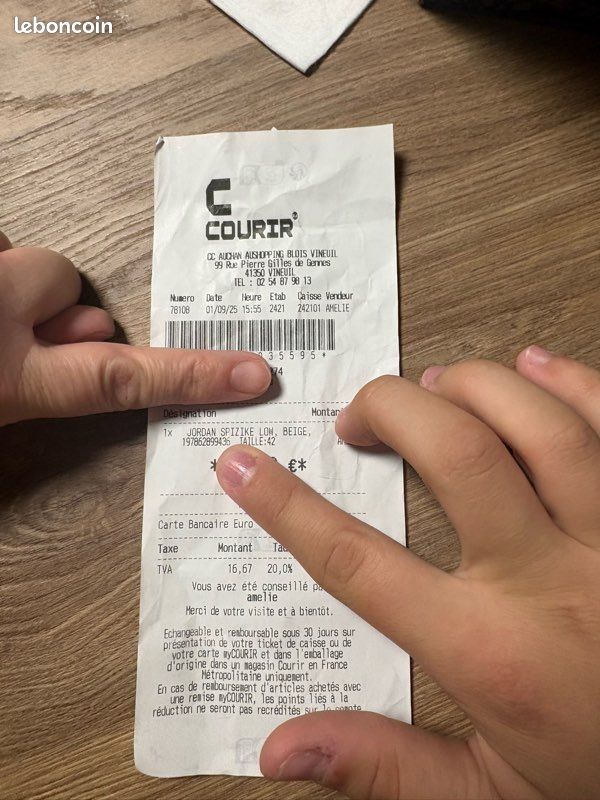 leboncoin
C
COURIR
CC AUCHAN AUSHOPPING BLOIS VINEUIL
99 Rue Pierre Gilles de Gennes
41350 VINEUIL
TEL : 02 54 87 98 13
Numero Date Heure Etab Caisse Vendeur
78108 01/09/25 15:55 2421 242101 AMELIE
35595*
74
Désignation Montan
1x JORDAN SPIZIKE LOW, BEIGE,
197862899436 TAILLE:42
* €*
Carte Bancaire Euro
Taxe Montant
TVA 16,67 20,0%
Vous avez été conseillé
amelie
Merci de votre visite et à bientôt.
Echangeable et remboursable sous 30 jours sur
présentation de votre ticket de caisse ou de
votre carte myCOURIR et dans l'emballage
d'origine dans un magasin Courir en France
Métropolitaine uniquement.
En cas de remboursement d'articles achetés avec
une remise myCOURIR, les points liés à la
réduction ne seront pas recrédités sur le compte